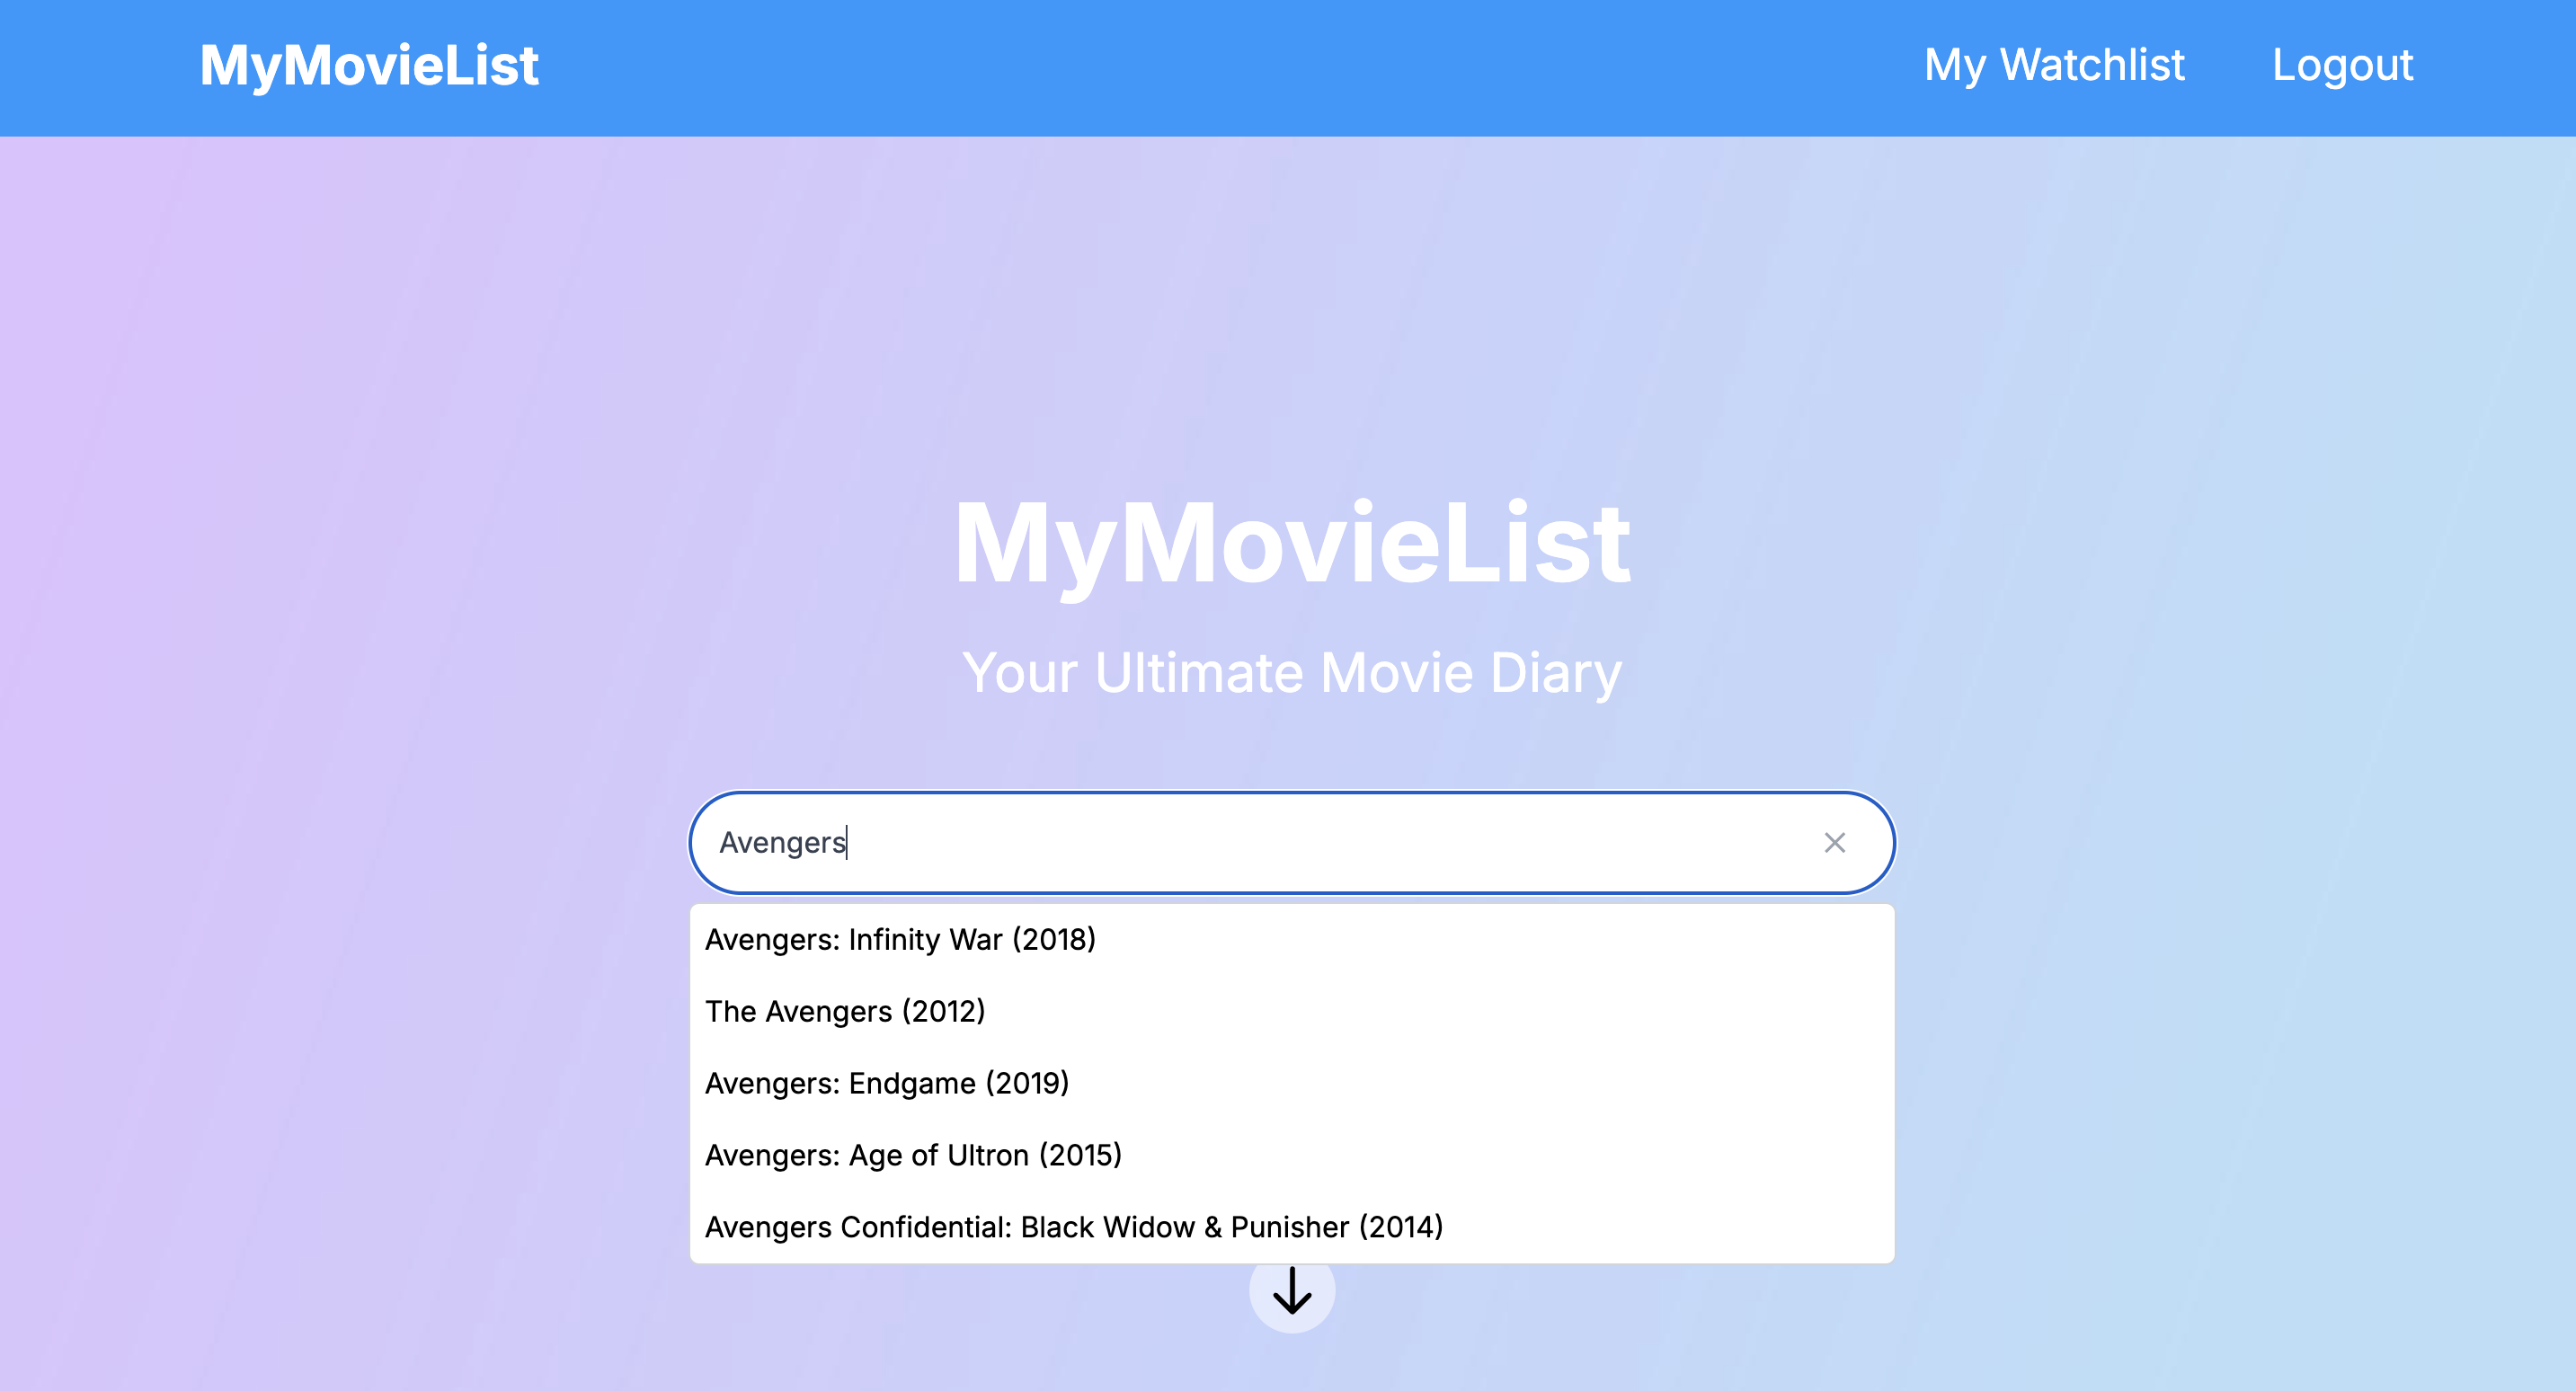 MyMovieList
My Watchlist
Logout
MyMovieList
Your Ultimate Movie Diary
Avengers
Avengers: Infinity War (2018)
The Avengers (2012)
Avengers: Endgame (2019)
Avengers: Age of Ultron (2015)
Avengers Confidential: Black Widow & Punisher (2014)